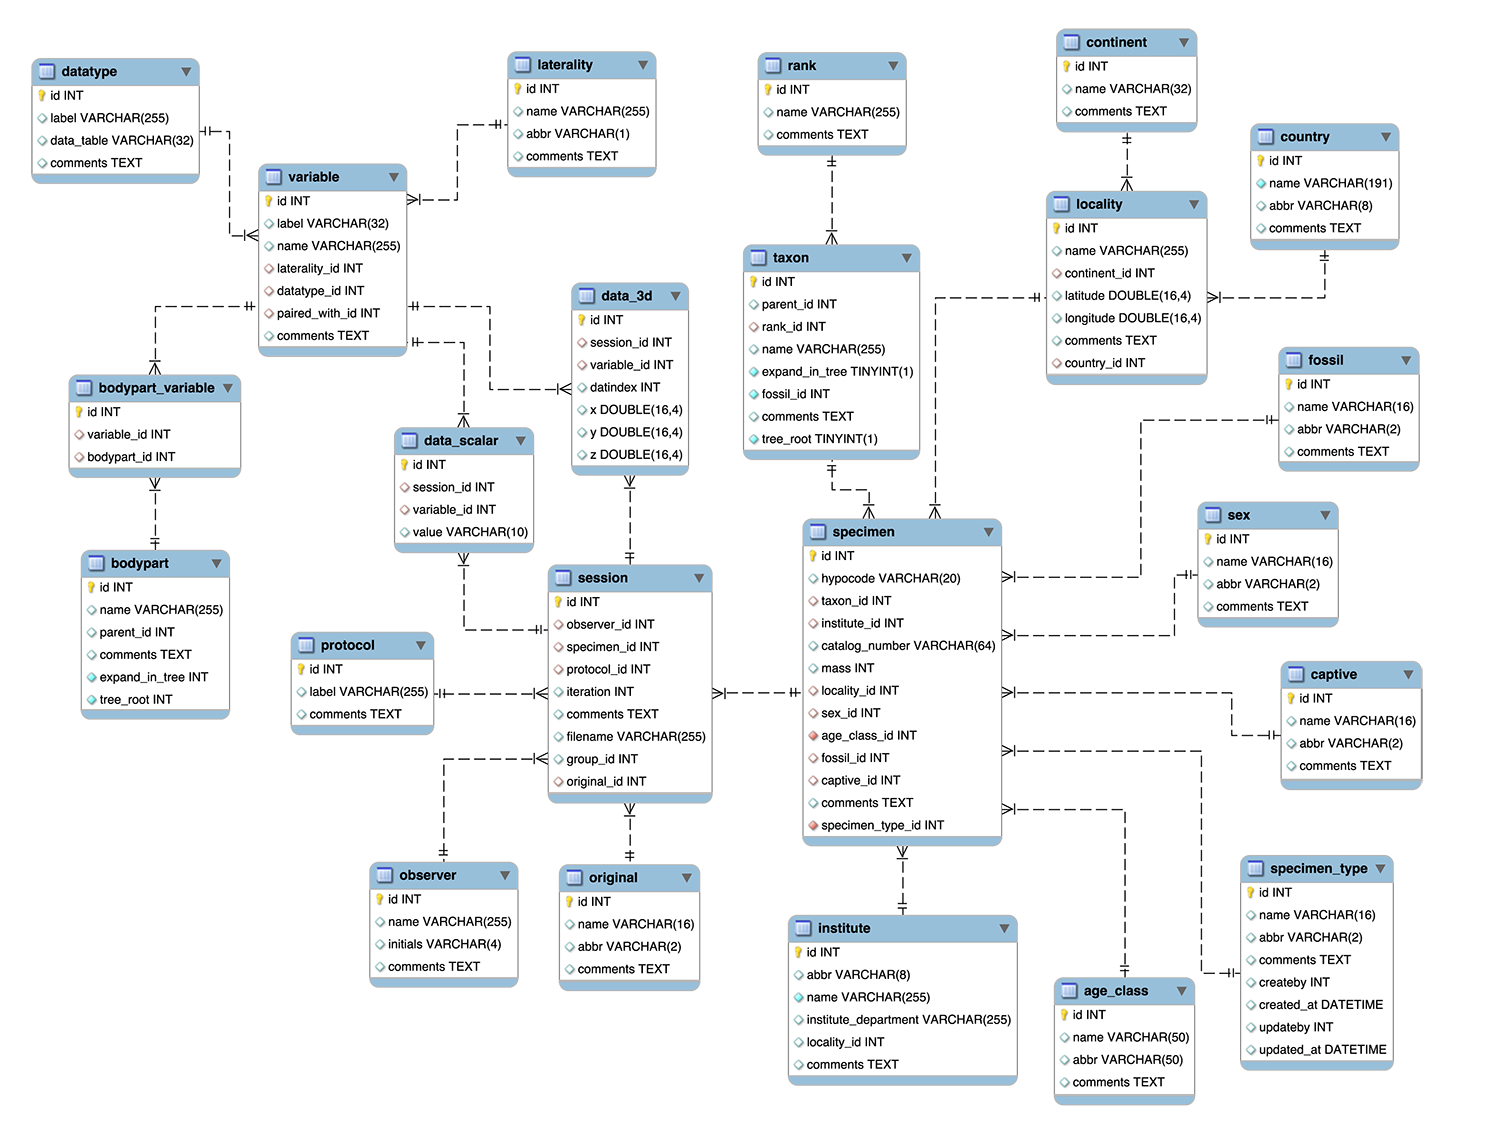 datatype
id INT
label VARCHAR(255)
data_table VARCHAR(32)
comments TEXT
laterality
id INT
name VARCHAR(255)
abbr VARCHAR(1)
comments TEXT
rank
id INT
name VARCHAR(255)
comments TEXT
continent
id INT
name VARCHAR(32)
comments TEXT
country
id INT
name VARCHAR(191)
abbr VARCHAR(8)
comments TEXT
variable
id INT
label VARCHAR(32)
name VARCHAR(255)
laterality_id INT
datatype_id INT
paired_with_id INT
comments TEXT
locality
id INT
name VARCHAR(255)
continent_id INT
latitude DOUBLE(16,4)
longitude DOUBLE(16,4)
comments TEXT
country_id INT
taxon
id INT
parent_id INT
rank_id INT
name VARCHAR(255)
expand_in_tree TINYINT(1)
fossil_id INT
comments TEXT
tree_root TINYINT(1)
data_3d
id INT
session_id INT
variable_id INT
datindex INT
x DOUBLE(16,4)
y DOUBLE(16,4)
z DOUBLE(16,4)
fossil
id INT
name VARCHAR(16)
abbr VARCHAR(2)
comments TEXT
bodypart_variable
id INT
variable_id INT
bodypart_id INT
data_scalar
id INT
session_id INT
variable_id INT
value VARCHAR(10)
sex
id INT
name VARCHAR(16)
abbr VARCHAR(2)
comments TEXT
specimen
id INT
hypocode VARCHAR(20)
taxon_id INT
institute_id INT
catalog_number VARCHAR(64)
mass INT
locality_id INT
sex_id INT
age_class_id INT
fossil_id INT
captive_id INT
comments TEXT
specimen_type_id INT
bodypart
id INT
name VARCHAR(255)
parent_id INT
comments TEXT
expand_in_tree INT
tree_root INT
session
id INT
observer_id INT
specimen_id INT
protocol_id INT
iteration INT
comments TEXT
filename VARCHAR(255)
group_id INT
original_id INT
protocol
id INT
label VARCHAR(255)
comments TEXT
captive
id INT
name VARCHAR(16)
abbr VARCHAR(2)
comments TEXT
observer
id INT
name VARCHAR(255)
initials VARCHAR(4)
comments TEXT
original
id INT
name VARCHAR(16)
abbr VARCHAR(2)
comments TEXT
specimen_type
id INT
name VARCHAR(16)
abbr VARCHAR(2)
comments TEXT
createby INT
created_at DATETIME
updateby INT
updated_at DATETIME
institute
id INT
abbr VARCHAR(8)
name VARCHAR(255)
institute_department VARCHAR(255)
locality_id INT
comments TEXT
age_class
id INT
name VARCHAR(50)
abbr VARCHAR(50)
comments TEXT